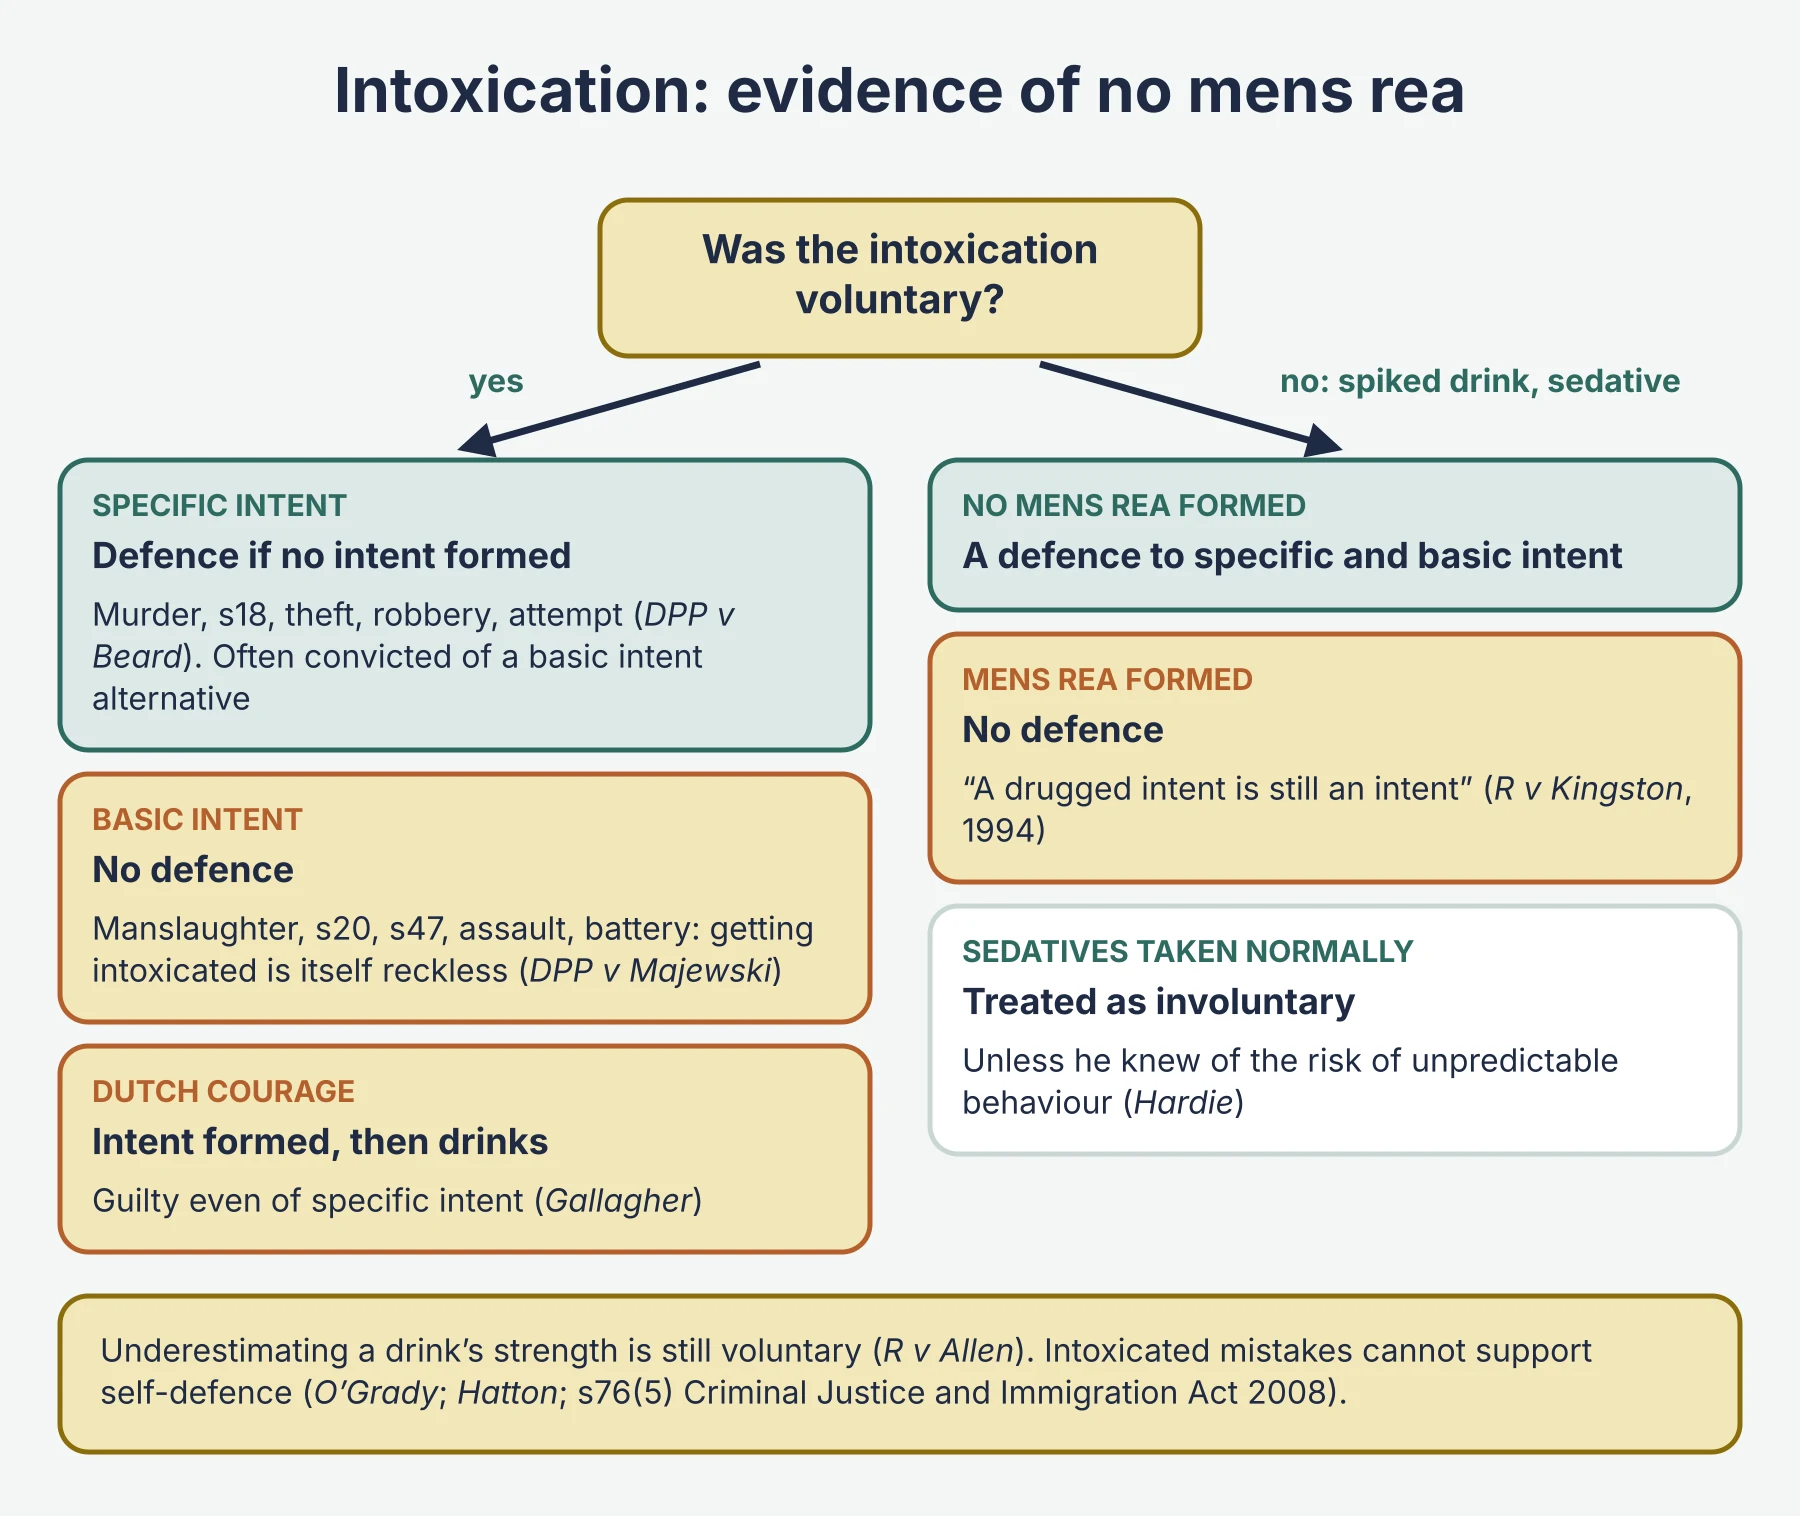 Intoxication: evidence of no mens rea
Was the intoxication
voluntary?
yes
no: spiked drink, sedative
SPECIFIC INTENT
Defence if no intent formed
Murder, s18, theft, robbery, attempt (DPP v
Beard). Often convicted of a basic intent
alternative
BASIC INTENT
No defence
Manslaughter, s20, s47, assault, battery: getting
intoxicated is itself reckless (DPP v Majewski)
DUTCH COURAGE
Intent formed, then drinks
Guilty even of specific intent (Gallagher)
NO MENS REA FORMED
A defence to specific and basic intent
MENS REA FORMED
No defence
“A drugged intent is still an intent” (R v Kingston,
1994)
SEDATIVES TAKEN NORMALLY
Treated as involuntary
Unless he knew of the risk of unpredictable
behaviour (Hardie)
Underestimating a drink’s strength is still voluntary (R v Allen). Intoxicated mistakes cannot support
self-defence (O’Grady; Hatton; s76(5) Criminal Justice and Immigration Act 2008).